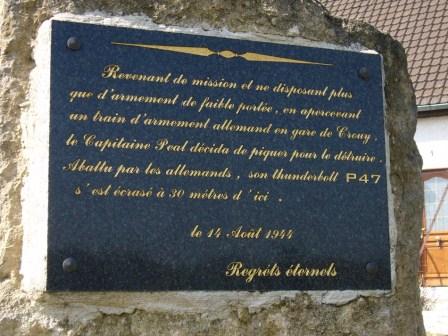 Revenant de mission et ne disposant plus
que d'armement de faible portée, en apercevant
un train d'armement allemand en gare de Crouy,
le Capitaine Peal décida de piquer pour le détruire.
Abattu par les allemands, son thunderbolt P47
s'est écrasé à 30 mètres d'ici.
le 14 Août 1944
Regréts éternels